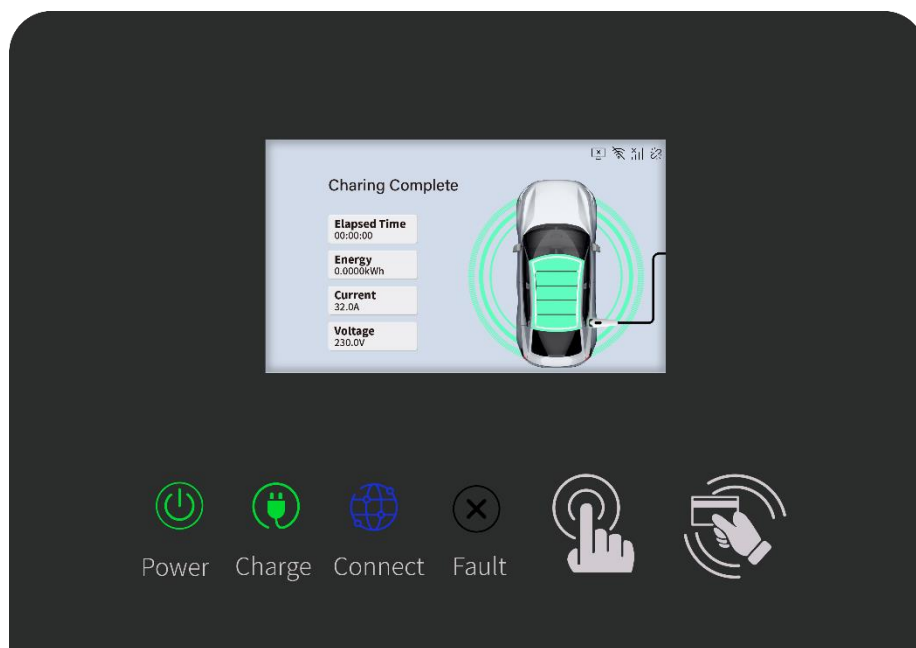 Charing Complete
Elapsed Time
00:00:00
Energy
0.0000kWh
Current
32.0A
Voltage
230.0V
Power Charge Connect Fault